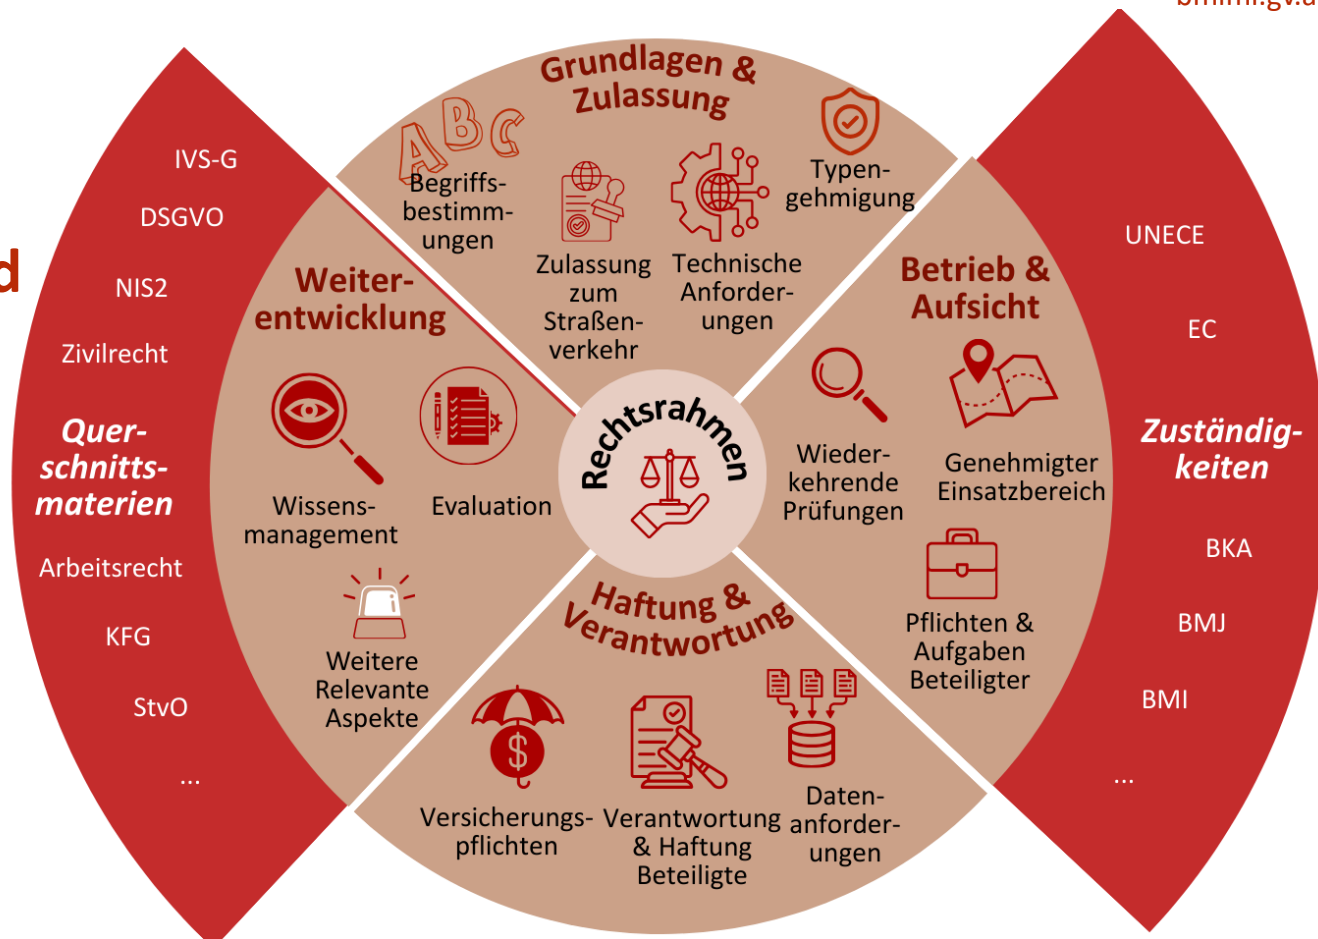 bmimi.gv.a
d
Grundlagen &
Zulassung
A B C
Begriffs-
bestimm-
ungen
Zulassung
zum
Straßen-
verkehr
Technische
Anforder-
ungen
Typen-
gehmigung
Betrieb &
Aufsicht
Wieder-
kehrende
Prüfungen
Genehmigter
Einsatzbereich
Pflichten &
Aufgaben
Beteiligter
Haftung &
Verantwortung
Versicherungs-
pflichten
$
Verantwortung
& Haftung
Beteiligte
Daten-
anforder-
ungen
Weiter-
entwicklung
Wissens-
management
Evaluation
Weitere
Relevante
Aspekte
Rechtsrahmen
IVS-G
DSGVO
NIS2
Zivilrecht
Quer-
schnitts-
materien
Arbeitsrecht
KFG
StvO
...
UNECE
EC
Zuständig-
keiten
BKA
BMJ
BMI
...